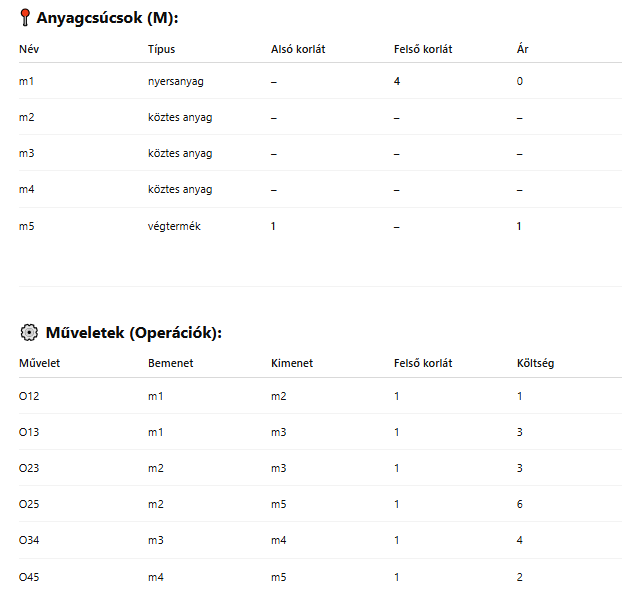 📍 Anyagcsúcsok (M):
Név Típus Alsó korlát Felső korlát Ár
m1 nyersanyag – 4 0
m2 köztes anyag – – –
m3 köztes anyag – – –
m4 köztes anyag – – –
m5 végtermék 1 – 1
⚙️ Műveletek (Operációk):
Művelet Bemenet Kimenet Felső korlát Költség
O12 m1 m2 1 1
O13 m1 m3 1 3
O23 m2 m3 1 3
O25 m2 m5 1 6
O34 m3 m4 1 4
O45 m4 m5 1 2